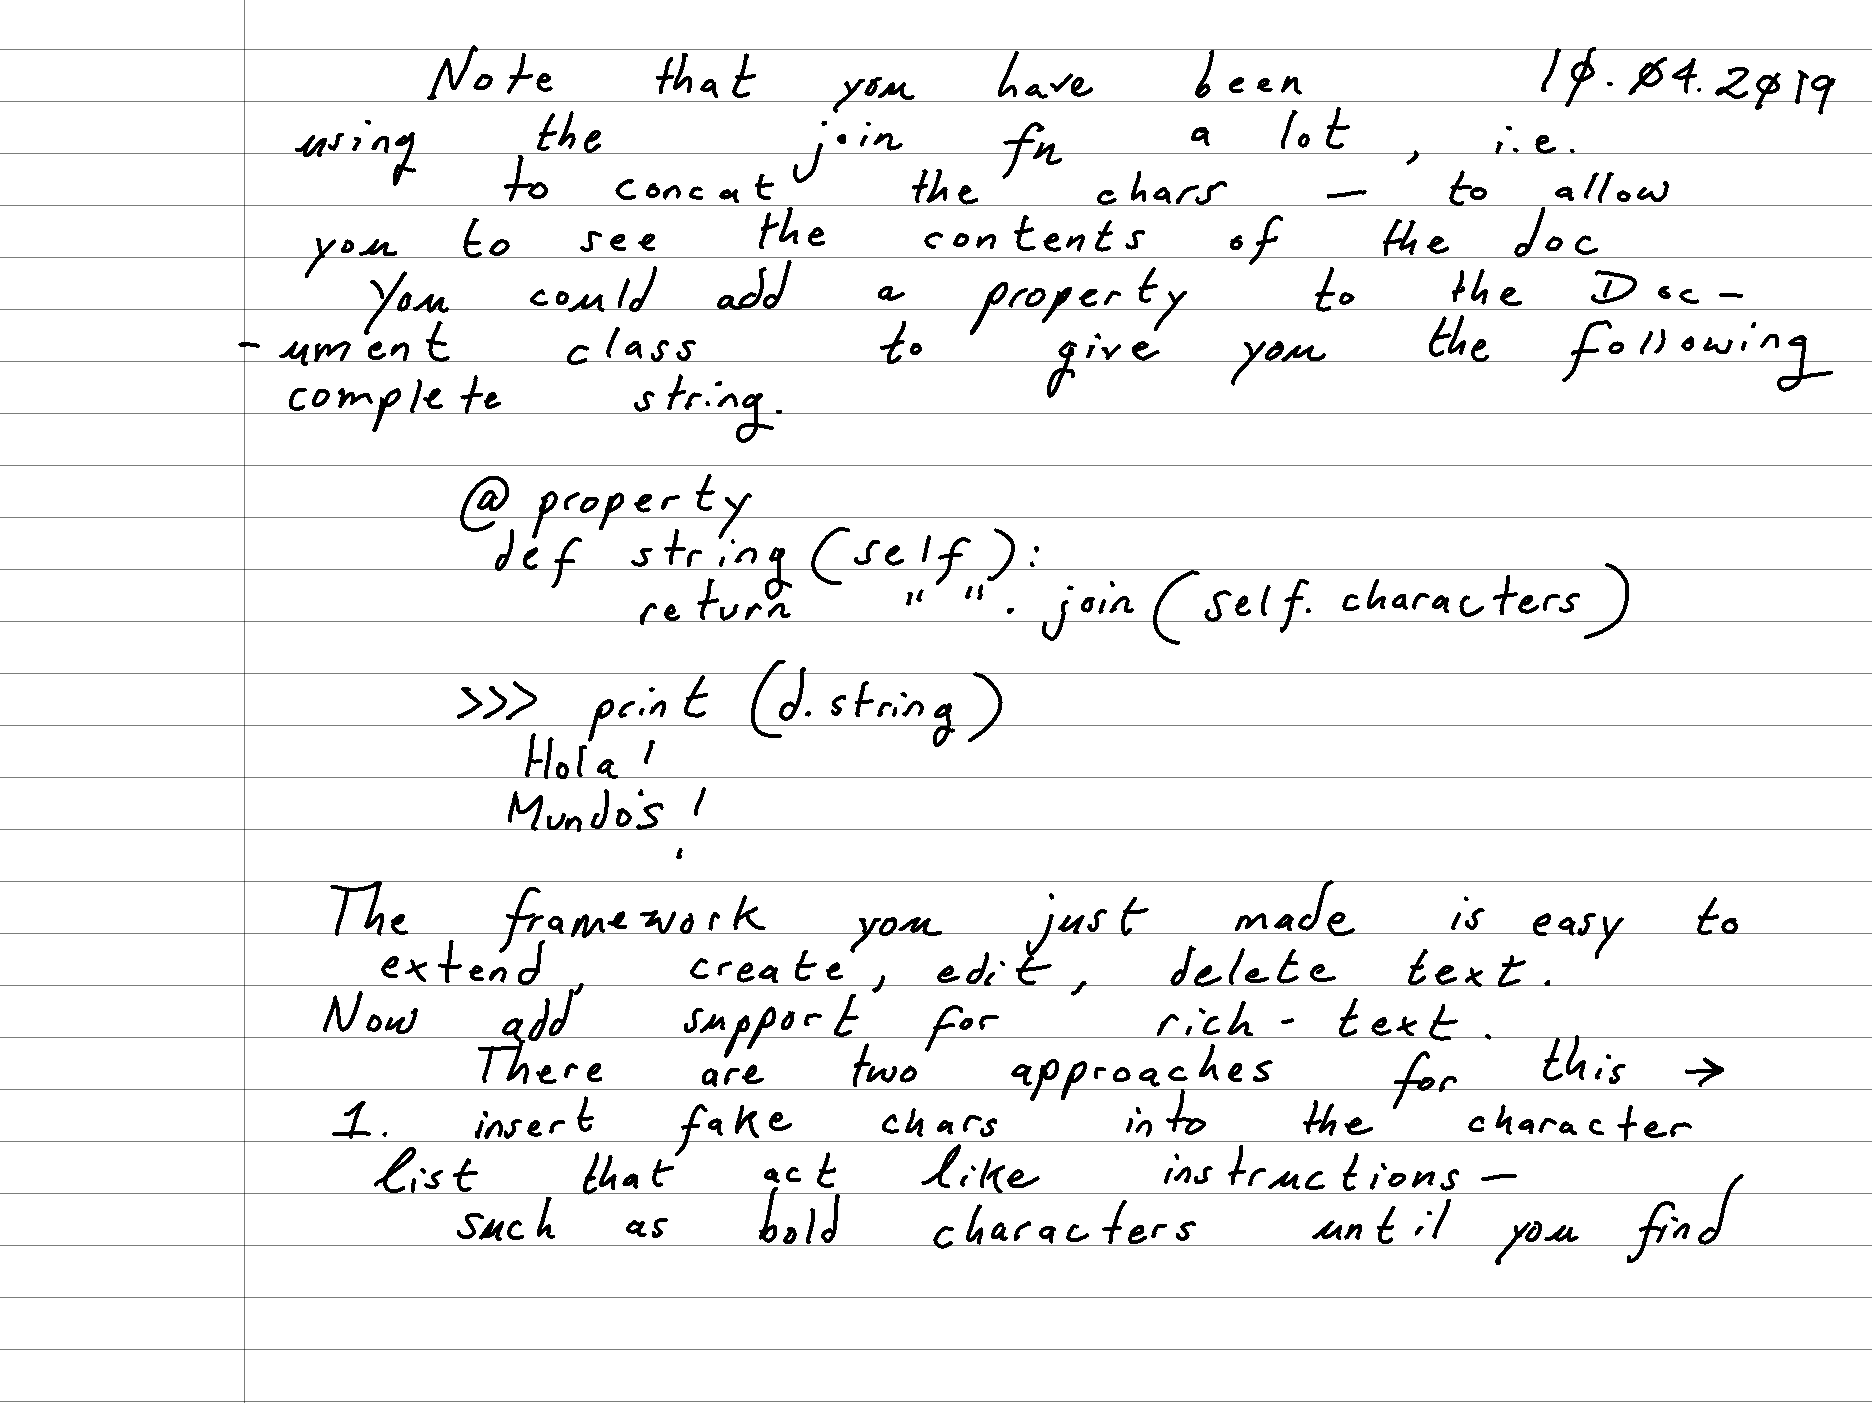 Note that you have been 10.04.2019
using the join fn a lot, i.e.
to concat the chars — to allow
you to see the contents of the doc
You could add a property to the Doc-
-ument class to give you the following
complete string.
@property
def string(self):
return " ". join(self.characters)
>>> print (d.string)
Hola!
Mundo's!
The framework you just made is easy to
extend, create, edit, delete text.
Now add support for rich-text.
There are two approaches for this →
1. insert fake chars into the character
list that act like instructions —
such as bold characters until you find